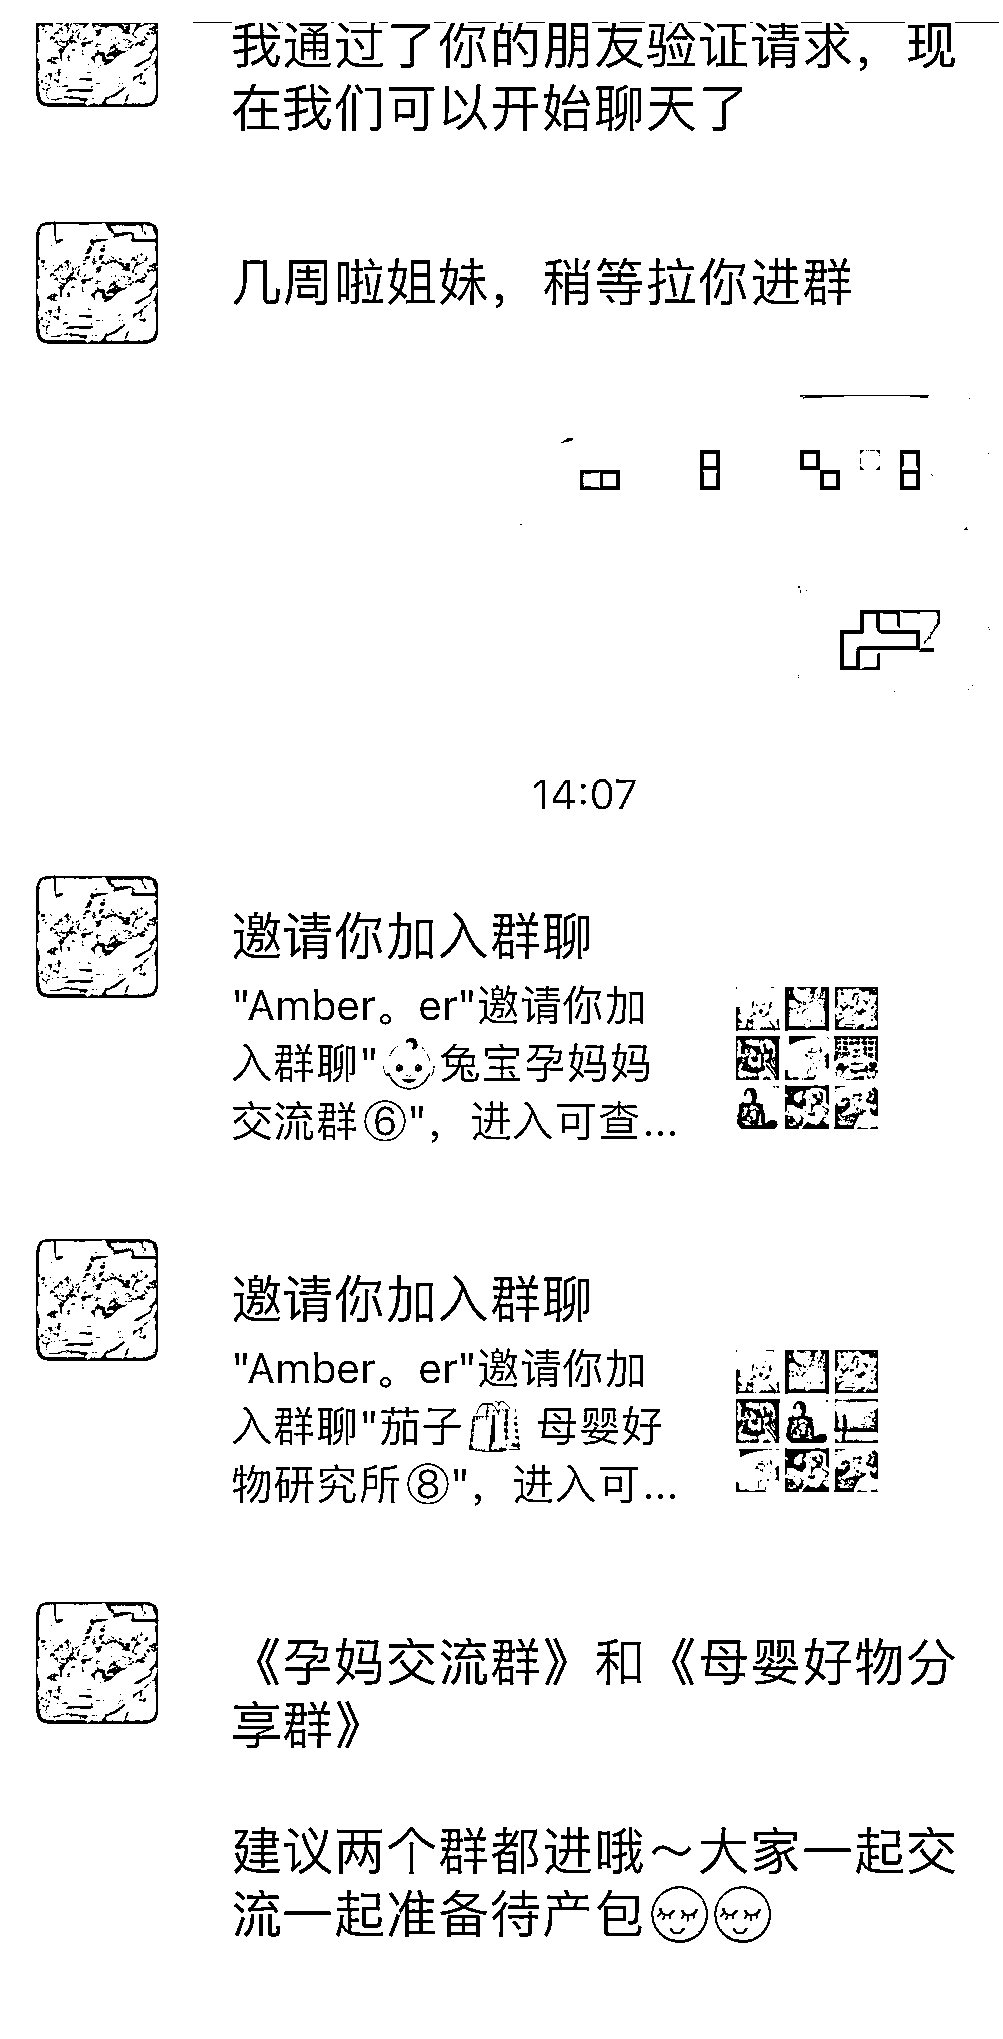 我通过了你的朋友验证请求，现
在我们可以开始聊天了
几周啦姐妹，稍等拉你进群
14:07
邀请你加入群聊
"Amber。er"邀请你加
入群聊"👶兔宝孕妈妈
交流群⑥"，进入可查...
邀请你加入群聊
"Amber。er"邀请你加
入群聊"茄子🛍 母婴好
物研究所⑧"，进入可...
《孕妈交流群》和《母婴好物分
享群》
建议两个群都进哦～大家一起交
流一起准备待产包😌😌